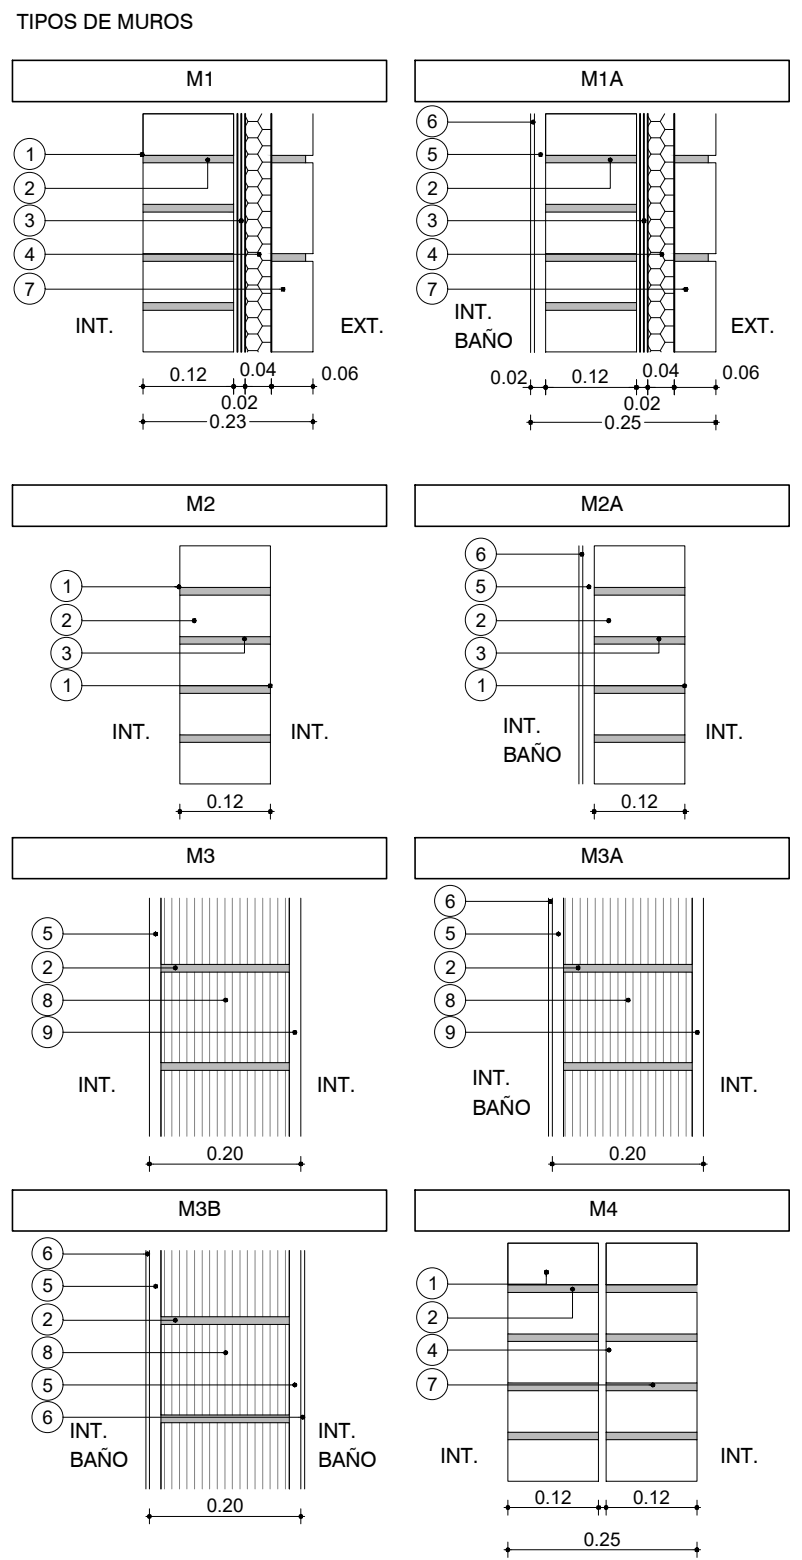 TIPOS DE MUROS
M1
1
2
3
4
7
INT.
EXT.
0.12
0.04
0.06
0.02
0.23
M1A
6
5
2
3
4
7
INT.
BAÑO
EXT.
0.02
0.12
0.04
0.06
0.02
0.25
M2
1
2
3
1
INT.
INT.
0.12
M2A
6
5
2
3
1
INT.
BAÑO
INT.
0.12
M3
5
2
8
9
INT.
INT.
0.20
M3A
6
5
2
8
9
INT.
BAÑO
INT.
0.20
M3B
6
5
2
8
5
6
INT.
BAÑO
INT.
BAÑO
0.20
M4
1
2
4
7
INT.
INT.
0.12
0.12
0.25